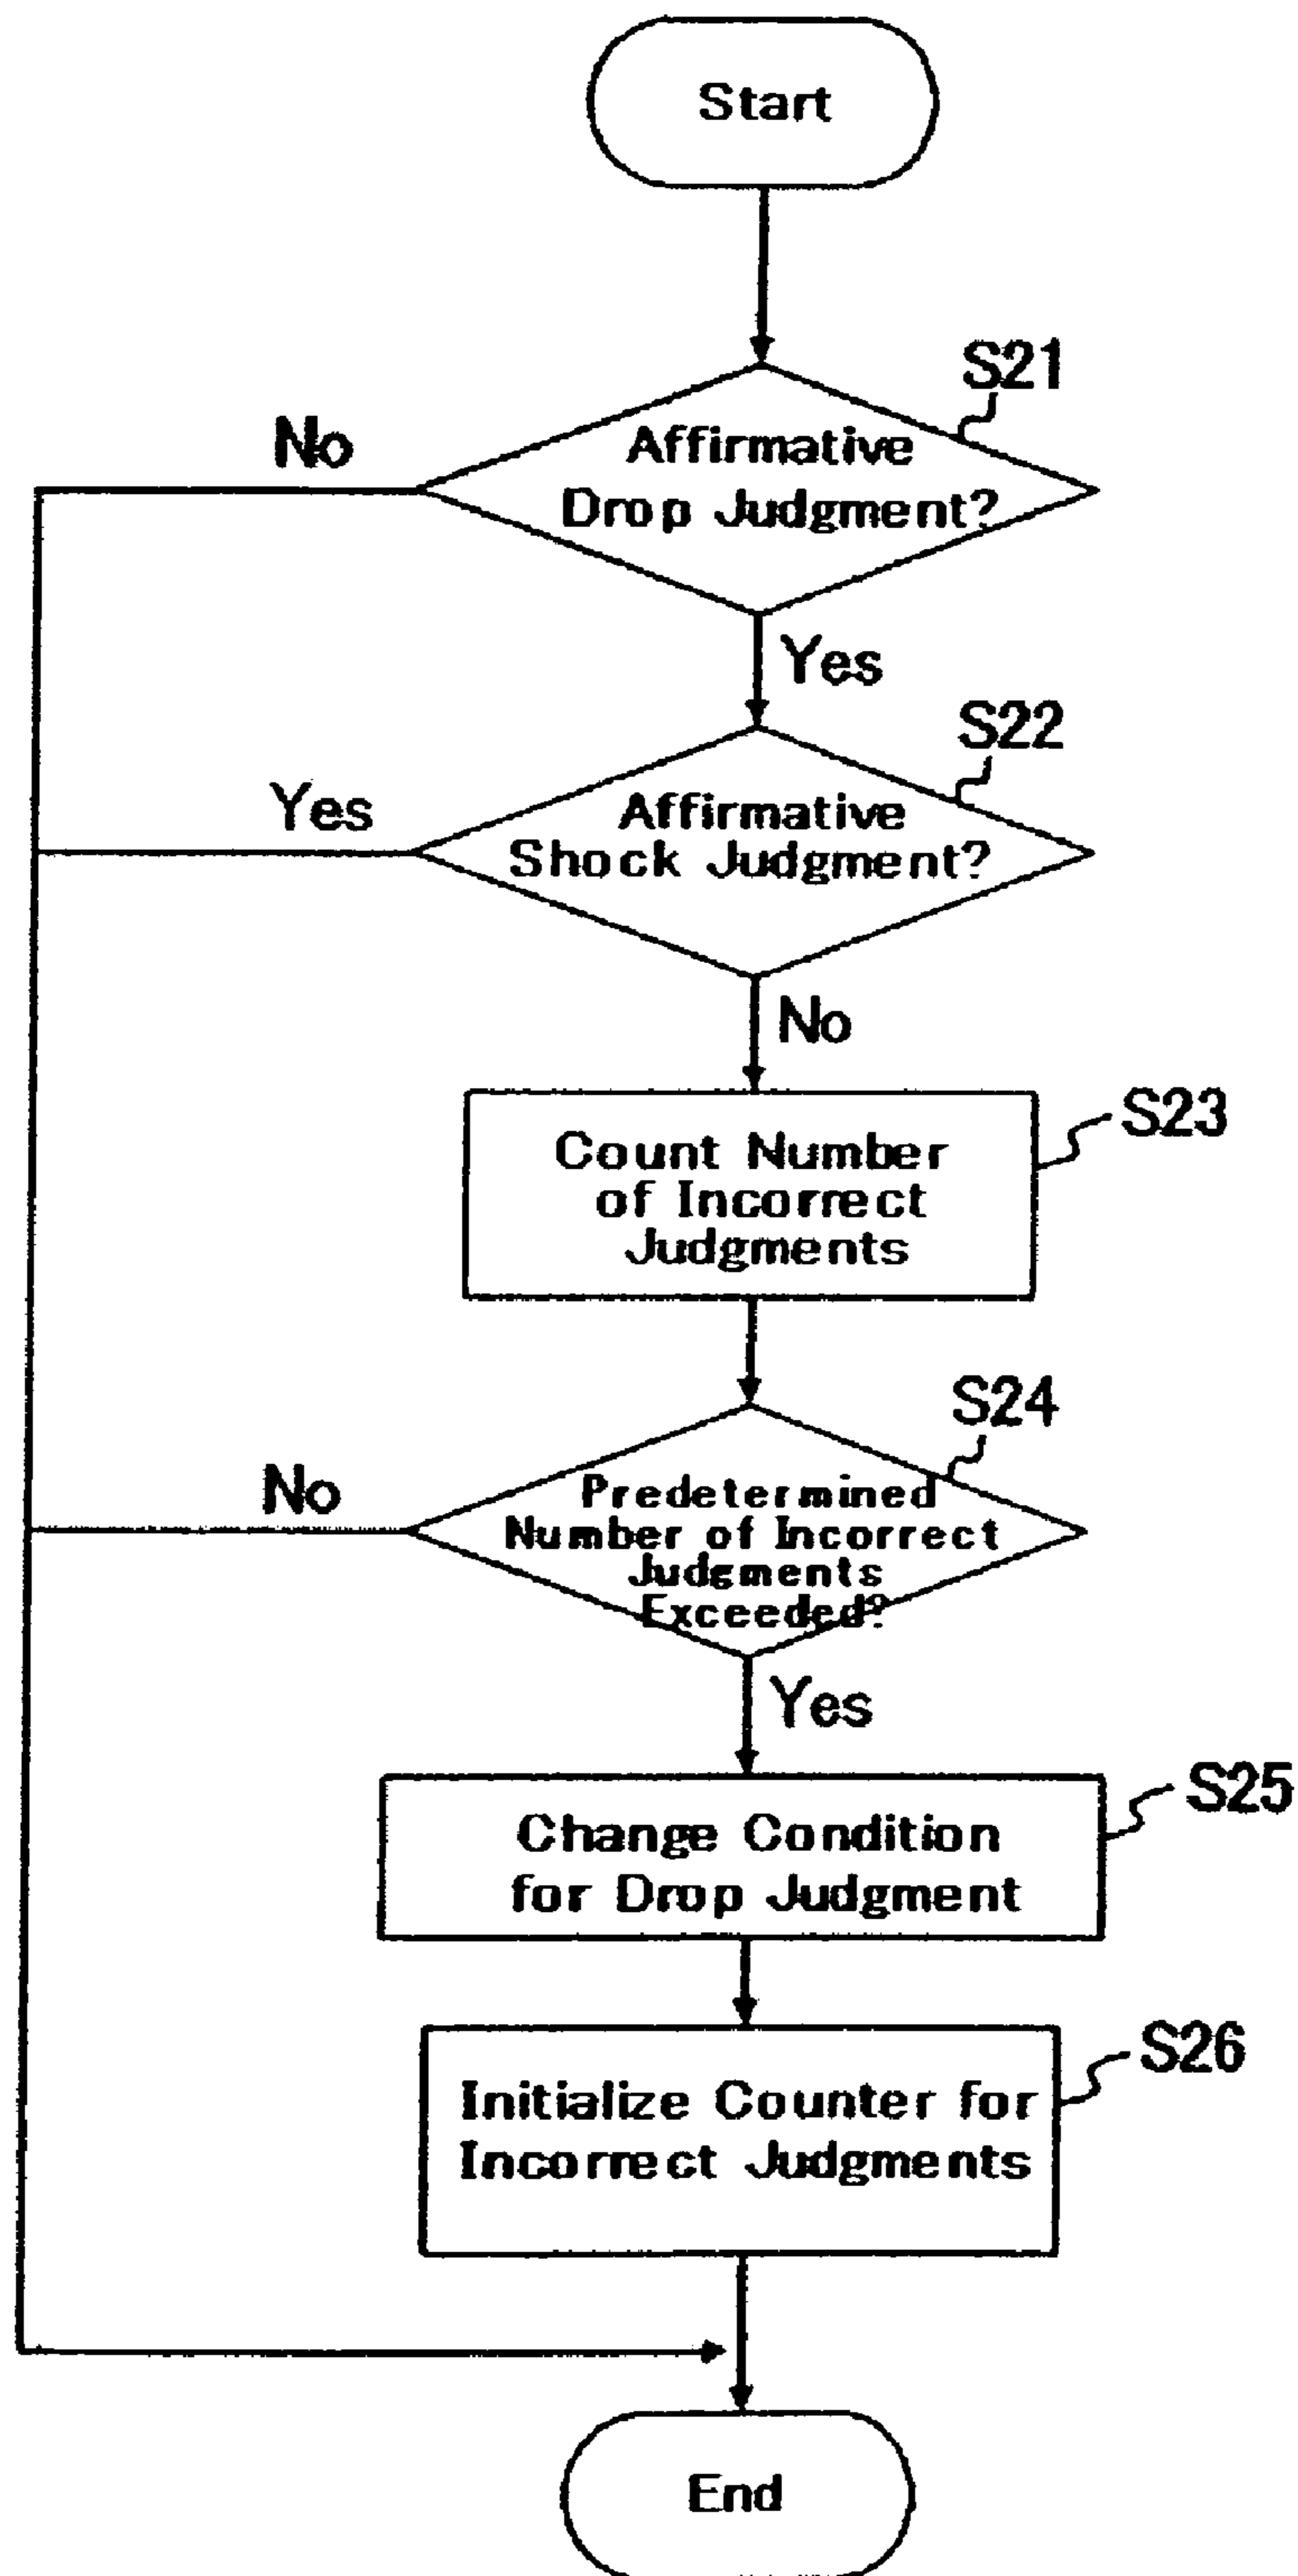 Start
S21
No
Affirmative
Drop Judgment?
Yes
S22
Yes
Affirmative
Shock Judgment?
No
S23
Count Number
of Incorrect
Judgments
S24
No
Predetermined
Number of Incorrect
Judgments
Exceeded?
Yes
S25
Change Condition
for Drop Judgment
S26
Initialize Counter for
Incorrect Judgments
End